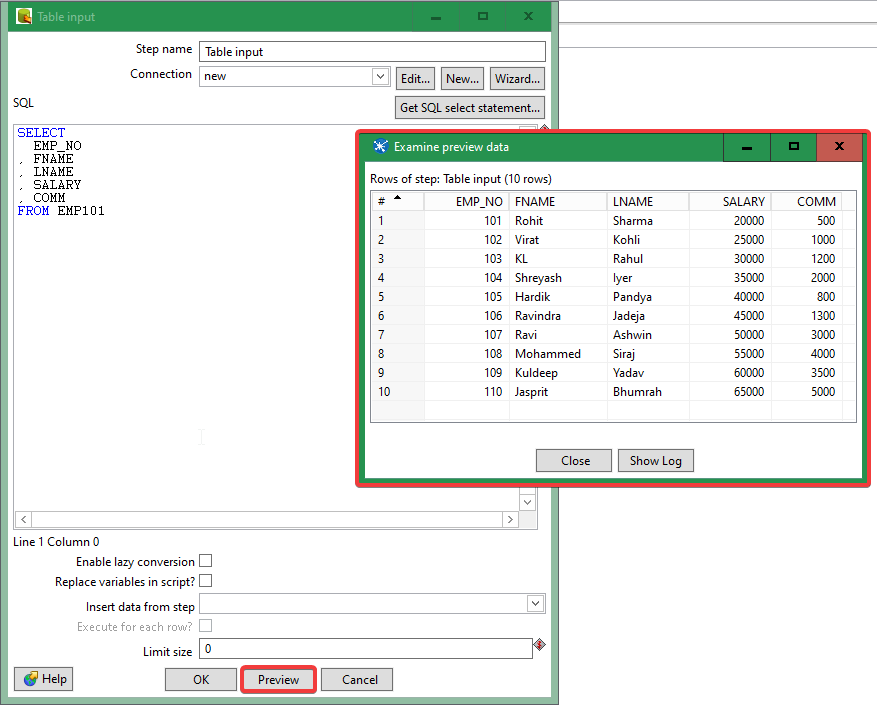 Table input
Step name Table input
Connection new Edit... New... Wizard...
SQL Get SQL select statement...
SELECT
EMP_NO
, FNAME
, LNAME
, SALARY
, COMM
FROM EMP101
Examine preview data
Rows of step: Table input (10 rows)
# EMP_NO FNAME LNAME SALARY COMM
1 101 Rohit Sharma 20000 500
2 102 Virat Kohli 25000 1000
3 103 KL Rahul 30000 1200
4 104 Shreyash Iyer 35000 2000
5 105 Hardik Pandya 40000 800
6 106 Ravindra Jadeja 45000 1300
7 107 Ravi Ashwin 50000 3000
8 108 Mohammed Siraj 55000 4000
9 109 Kuldeep Yadav 60000 3500
10 110 Jasprit Bhumrah 65000 5000
Close Show Log
Line 1 Column 0
Enable lazy conversion
Replace variables in script?
Insert data from step
Execute for each row?
Limit size 0
Help OK Preview Cancel